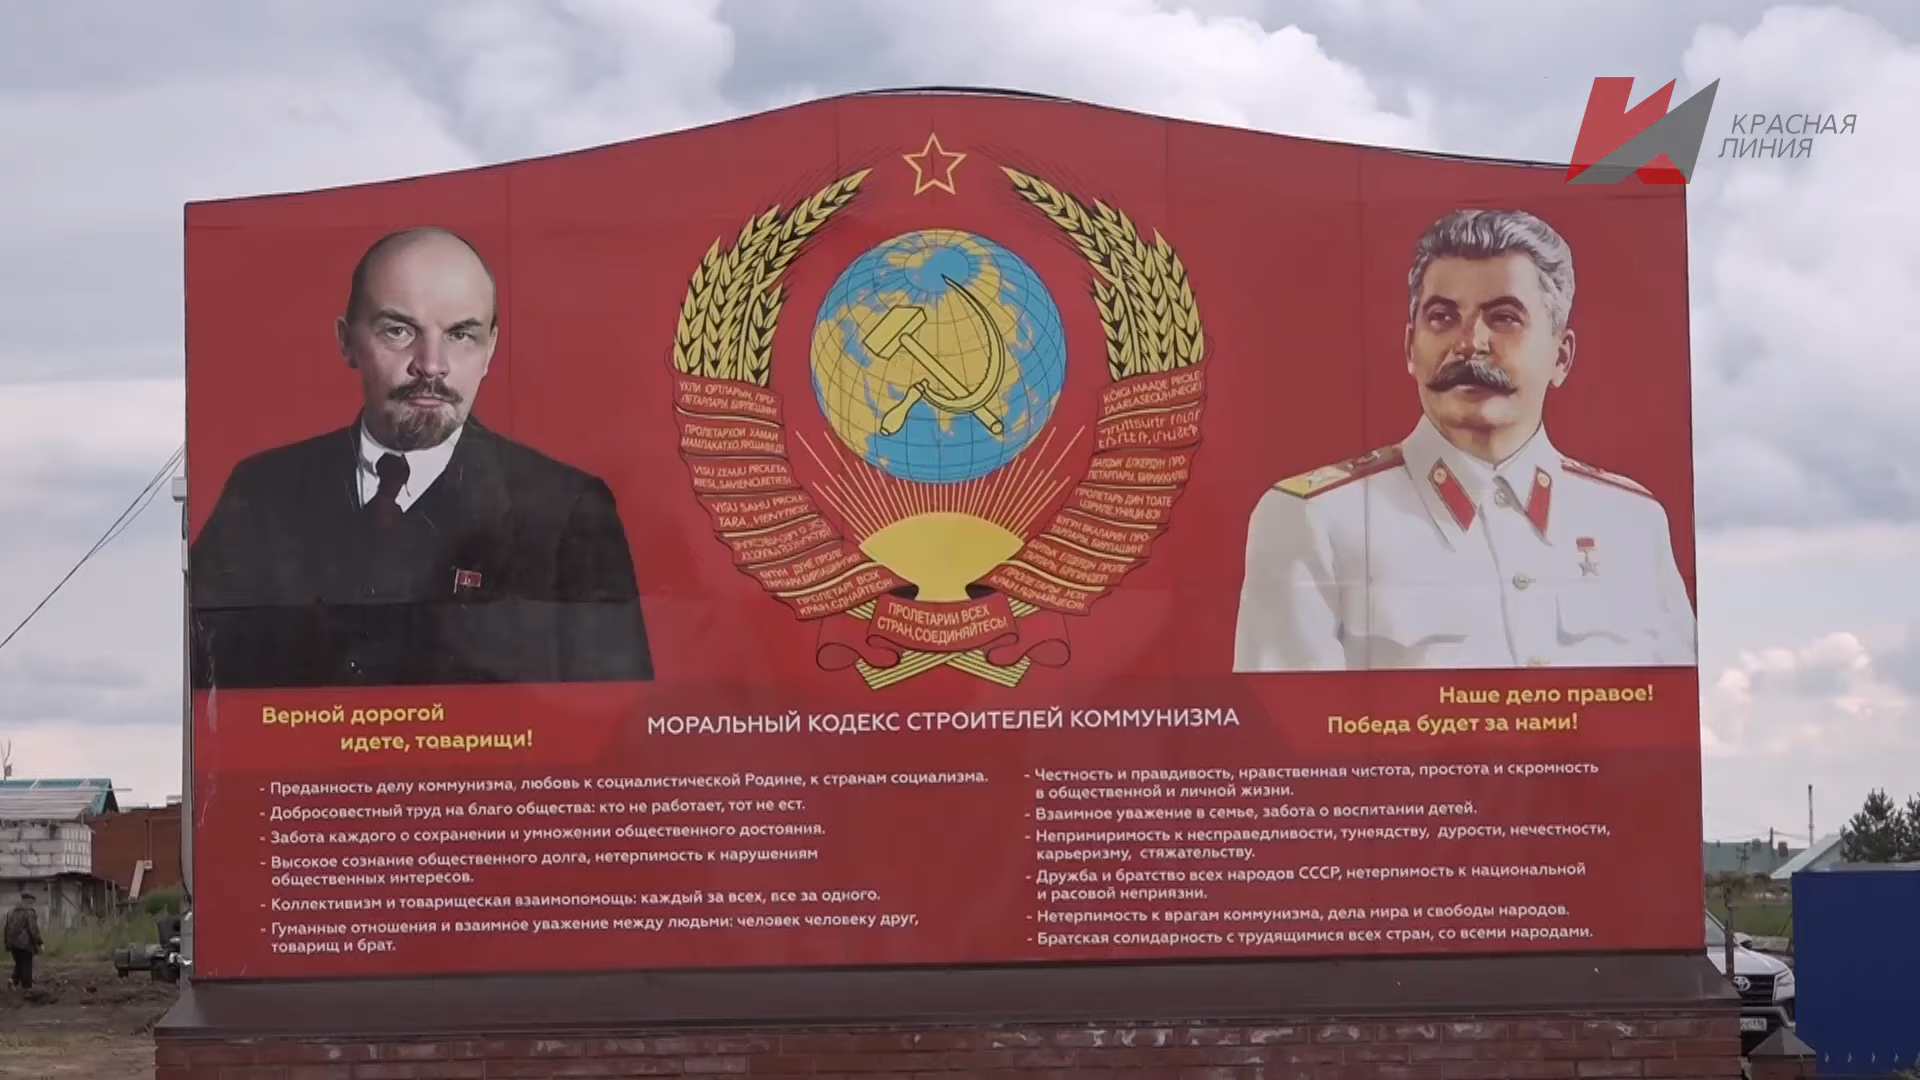 КРАСНАЯ
ЛИНИЯ
ПРОЛЕТАРИИ ВСЕХ
СТРАН, СОЕДИНЯЙТЕСЬ!
Верной дорогой
идете, товарищи!
МОРАЛЬНЫЙ КОДЕКС СТРОИТЕЛЕЙ КОММУНИЗМА
Наше дело правое!
Победа будет за нами!
- Преданность делу коммунизма, любовь к социалистической Родине, к странам социализма.
- Добросовестный труд на благо общества: кто не работает, тот не ест.
- Забота каждого о сохранении и умножении общественного достояния.
- Высокое сознание общественного долга, нетерпимость к нарушениям
общественных интересов.
- Коллективизм и товарищеская взаимопомощь: каждый за всех, все за одного.
- Гуманные отношения и взаимное уважение между людьми: человек человеку друг,
товарищ и брат.
- Честность и правдивость, нравственная чистота, простота и скромность
в общественной и личной жизни.
- Взаимное уважение в семье, забота о воспитании детей.
- Непримиримость к несправедливости, тунеядству, дурости, нечестности,
карьеризму, стяжательству.
- Дружба и братство всех народов СССР, нетерпимость к национальной
и расовой неприязни.
- Нетерпимость к врагам коммунизма, дела мира и свободы народов.
- Братская солидарность с трудящимися всех стран, со всеми народами.